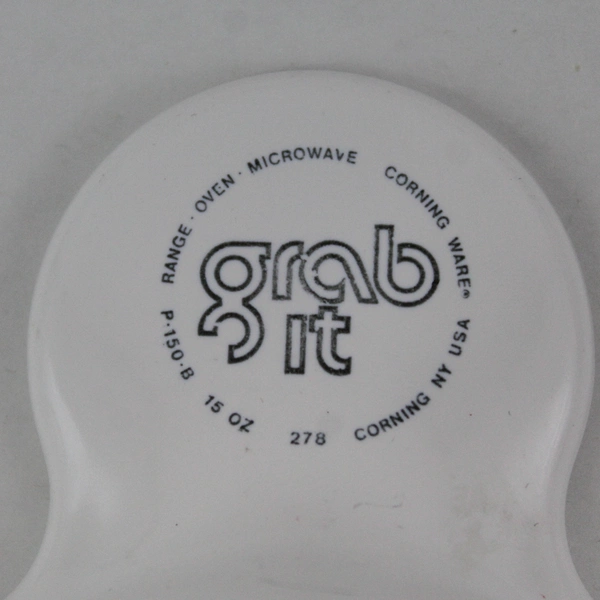 RANGE · OVEN · MICROWAVE
CORNING WARE®
grab
it
P·150·B
15 OZ
278
CORNING NY USA